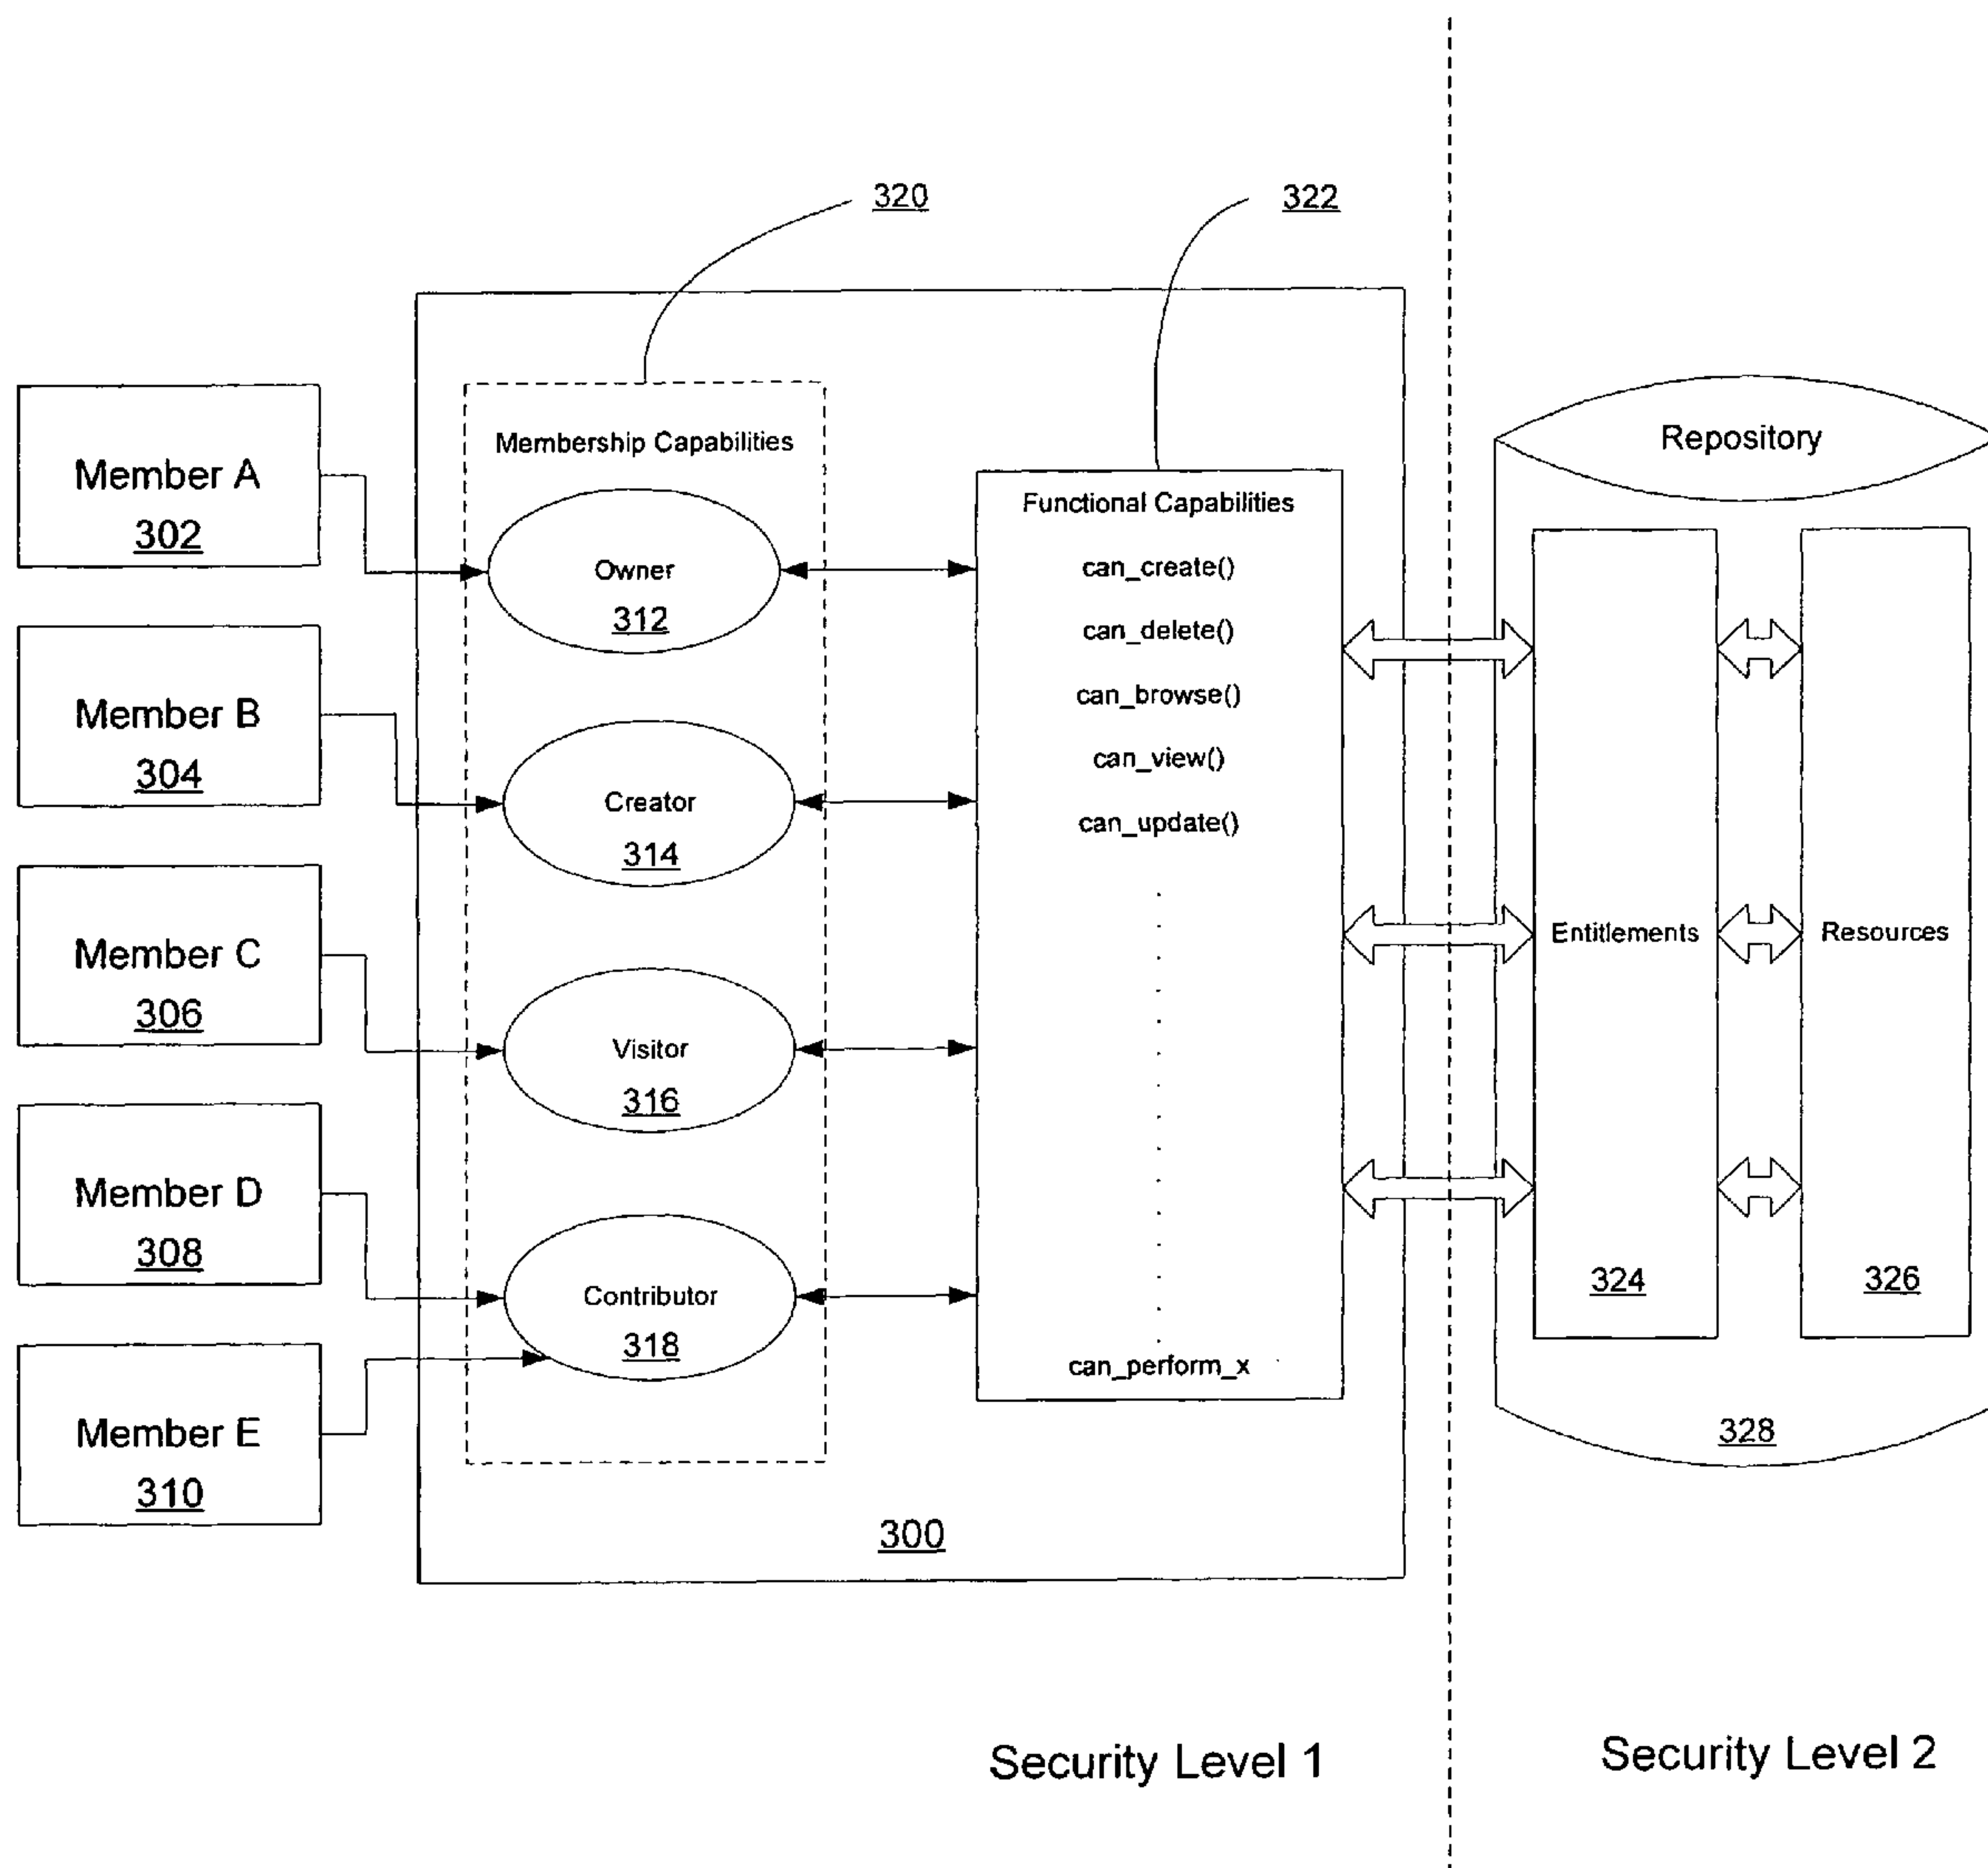 320
322
Member A
302
Member B
304
Member C
306
Member D
308
Member E
310
Membership Capabilities
Owner
312
Creator
314
Visitor
316
Contributor
318
Functional Capabilities
can_create()
can_delete()
can_browse()
can_view()
can_update()
can_perform_x
300
Repository
Entitlements
324
Resources
326
328
Security Level 1
Security Level 2